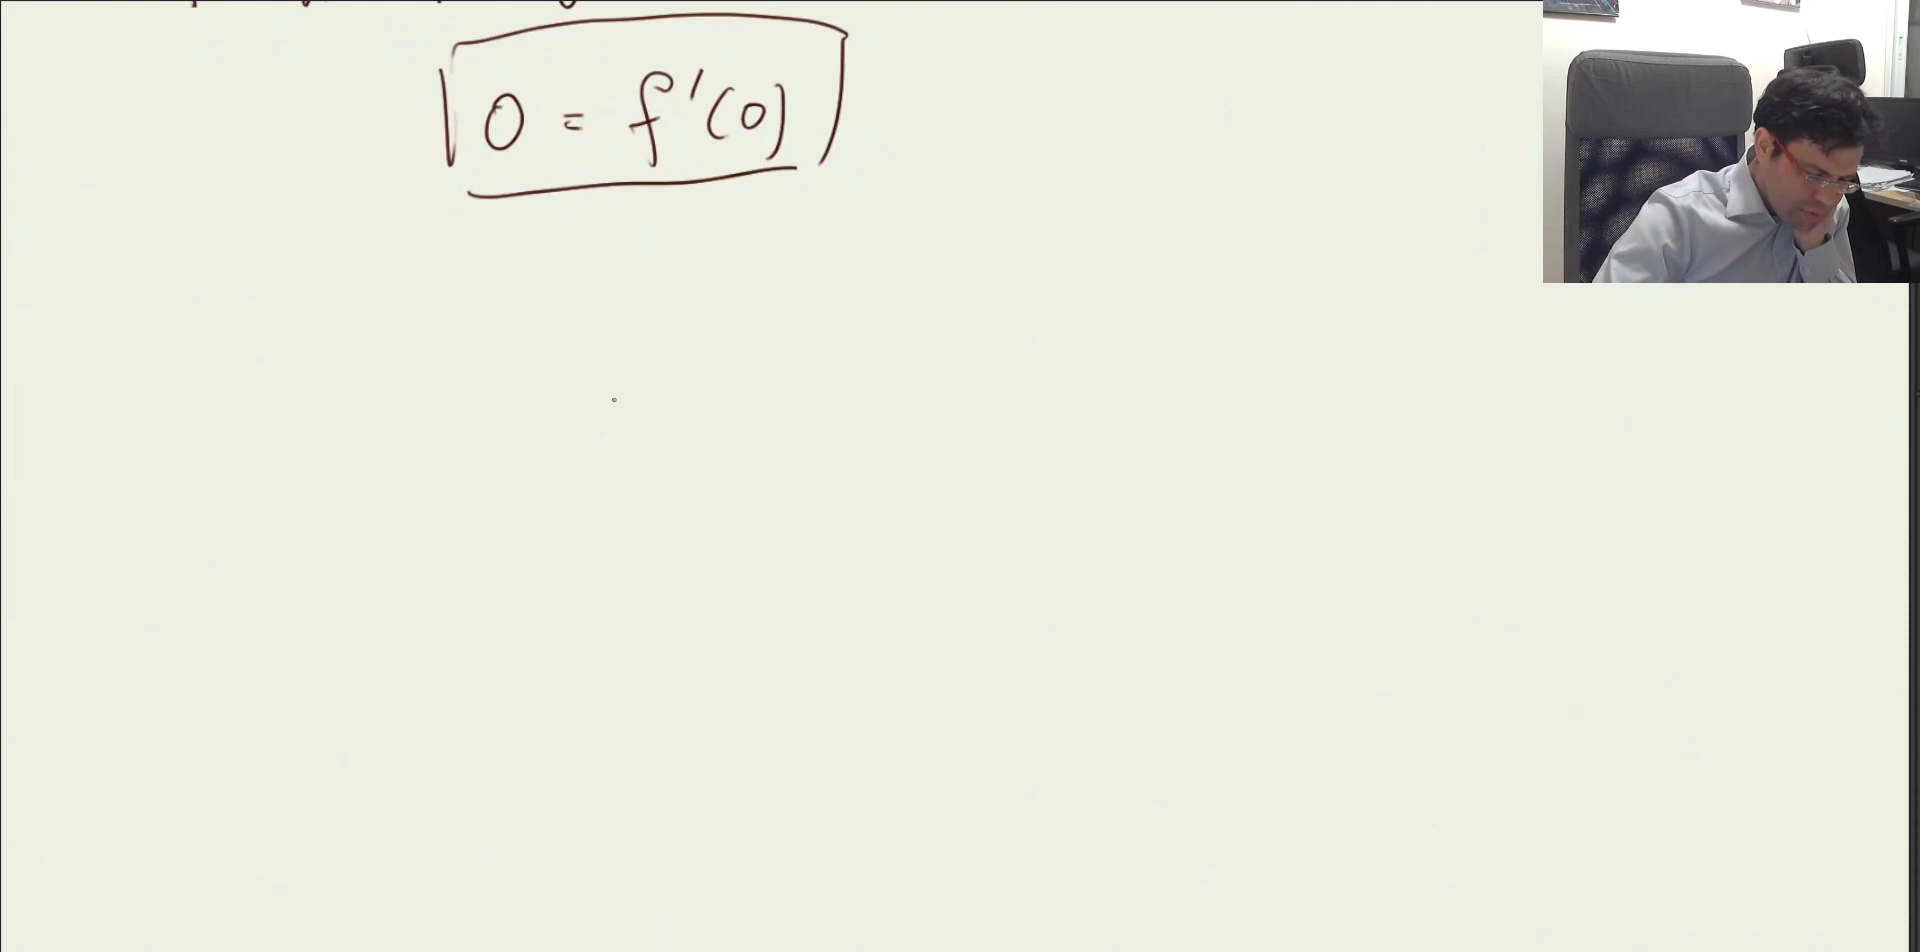 0 = f'(0)